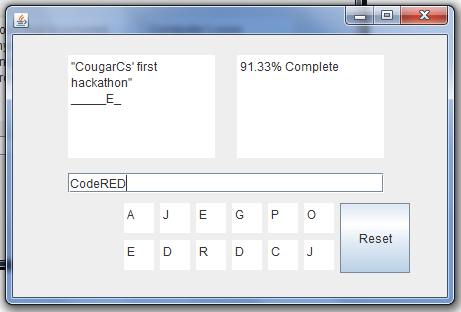 "CougarCs' first
hackathon"
_____E_
91.33% Complete
CodeRED
A J E G P O
E D R D C J
Reset